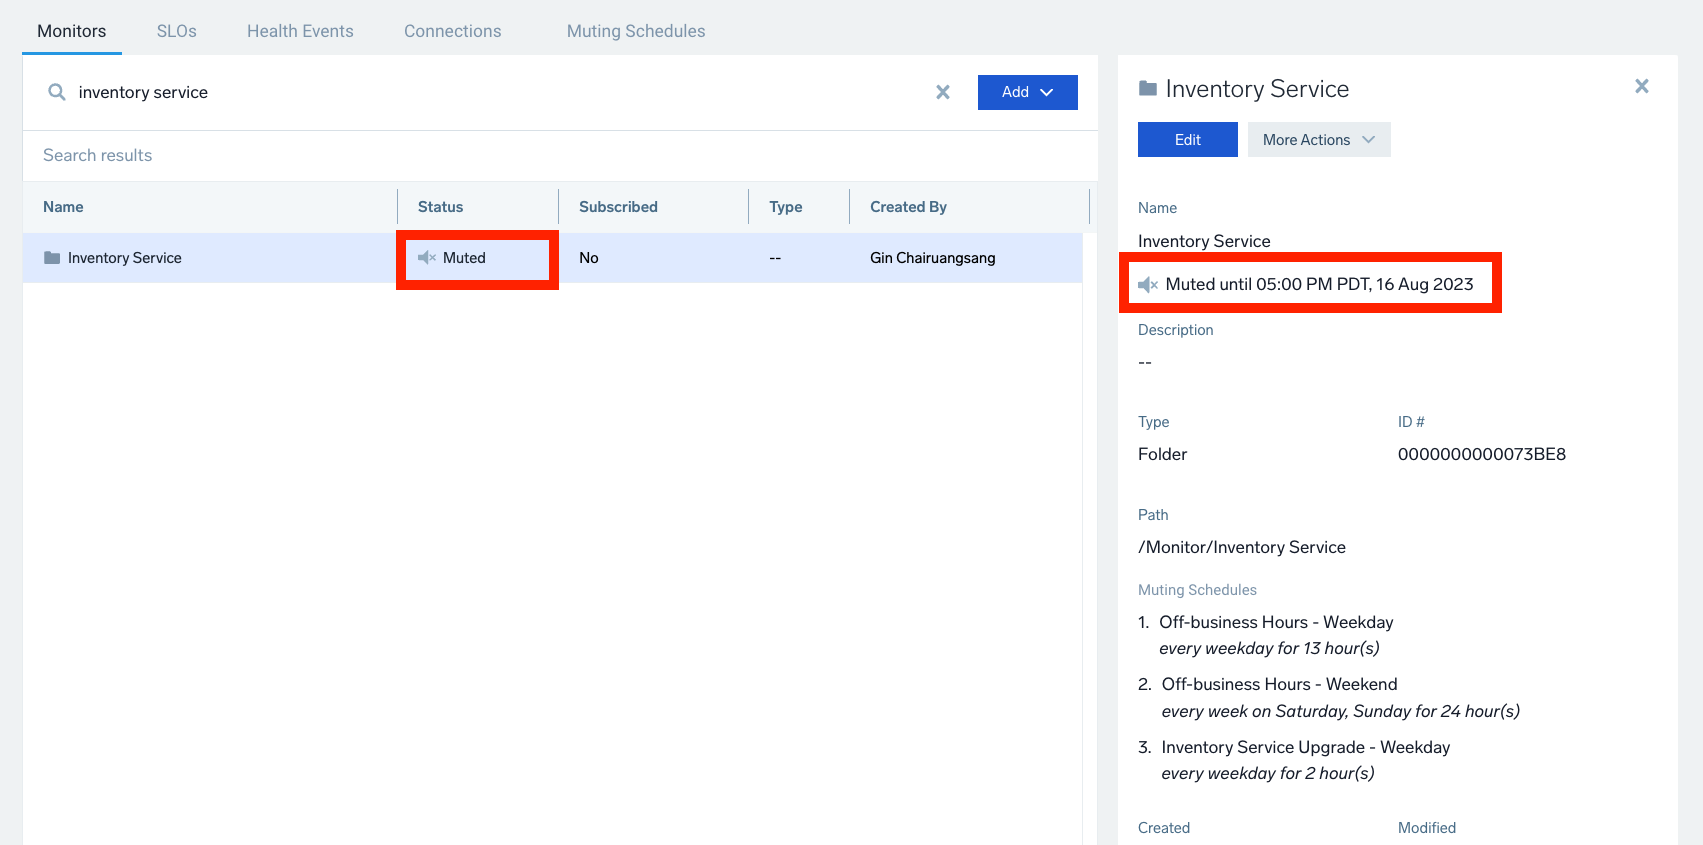 Monitors SLOs Health Events Connections Muting Schedules
inventory service
Add
Search results
Name Status Subscribed Type Created By
Inventory Service Muted No -- Gin Chairuangsang
Inventory Service
Edit More Actions
Name
Inventory Service
Muted until 05:00 PM PDT, 16 Aug 2023
Description
--
Type ID #
Folder 0000000000073BE8
Path
/Monitor/Inventory Service
Muting Schedules
1. Off-business Hours - Weekday
every weekday for 13 hour(s)
2. Off-business Hours - Weekend
every week on Saturday, Sunday for 24 hour(s)
3. Inventory Service Upgrade - Weekday
every weekday for 2 hour(s)
Created Modified